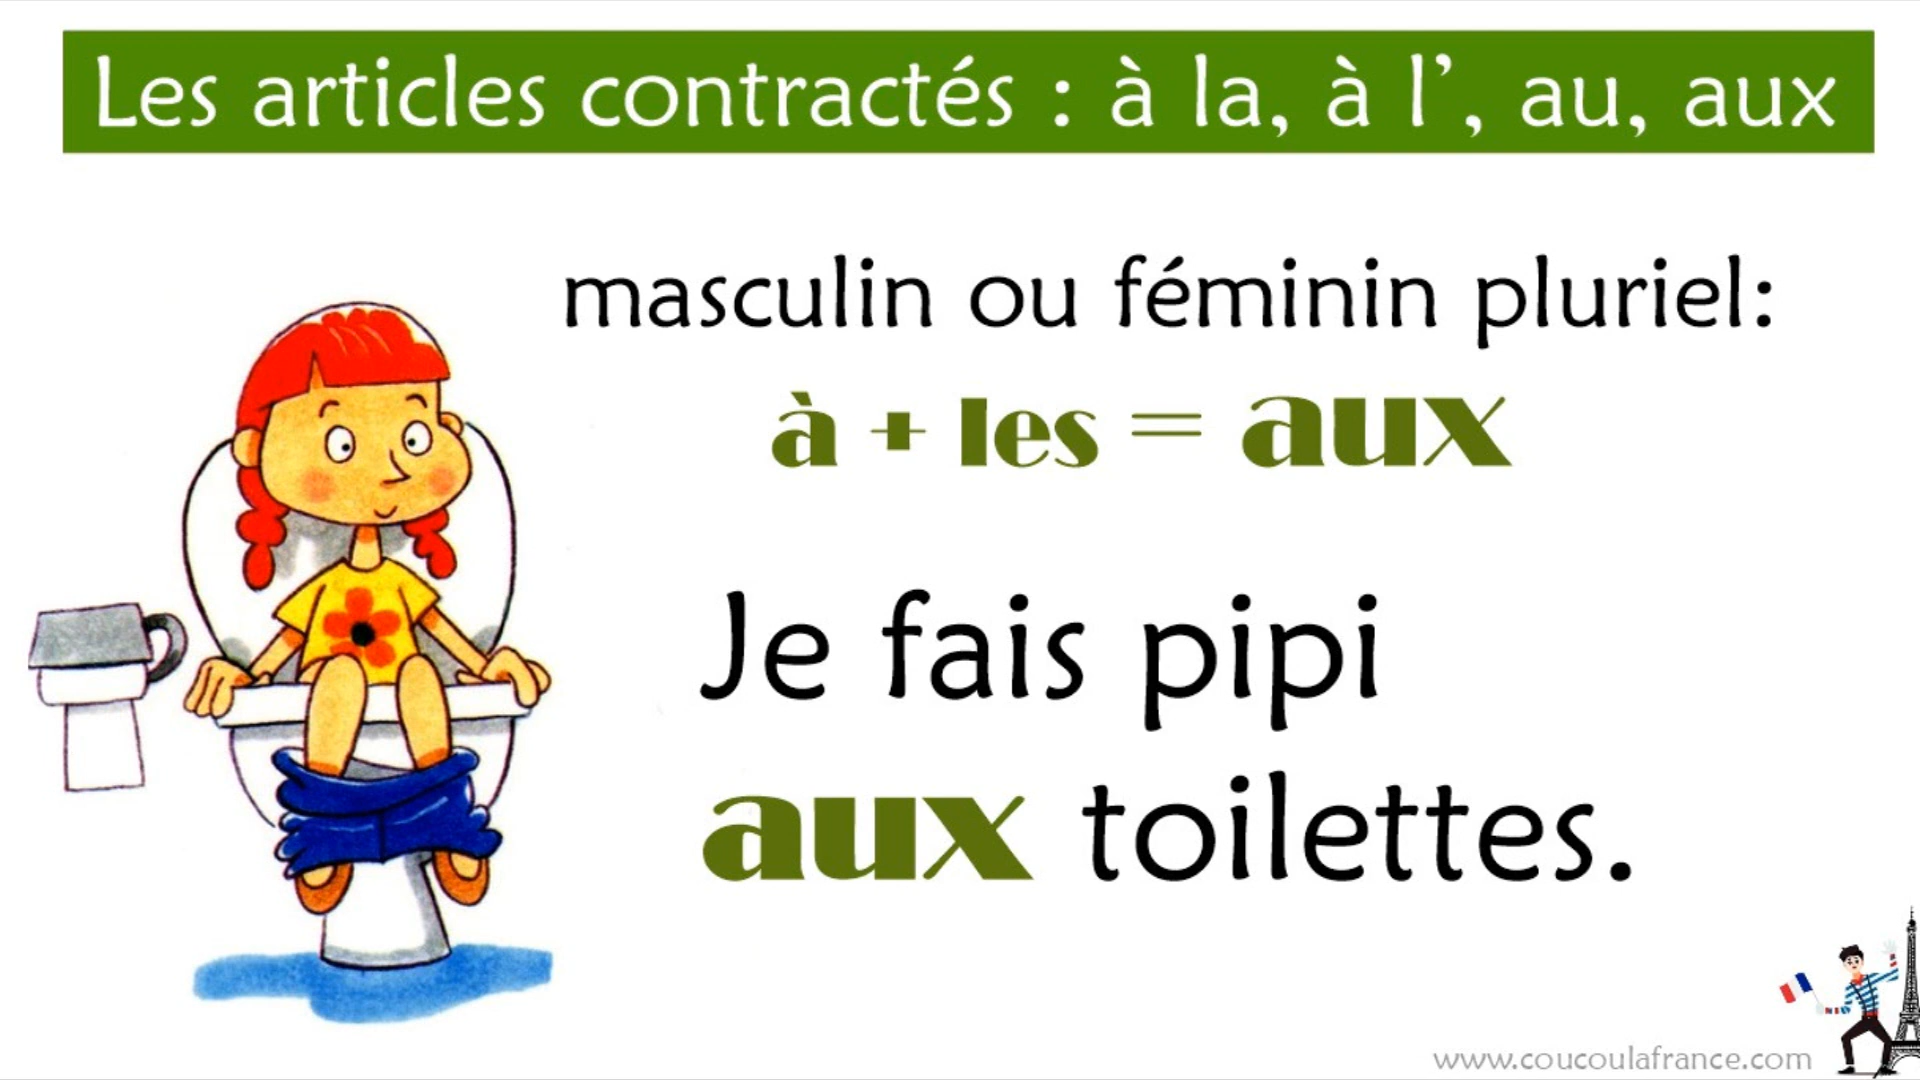 Les articles contractés : à la, à l’, au, aux
masculin ou féminin pluriel:
à + les = aux
Je fais pipi
aux toilettes.
www.coucoulafrance.com